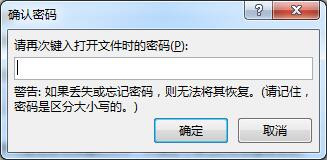 确认密码
请再次键入打开文件时的密码(P):
警告: 如果丢失或忘记密码，则无法将其恢复。(请记住，
密码是区分大小写的。)
确定
取消